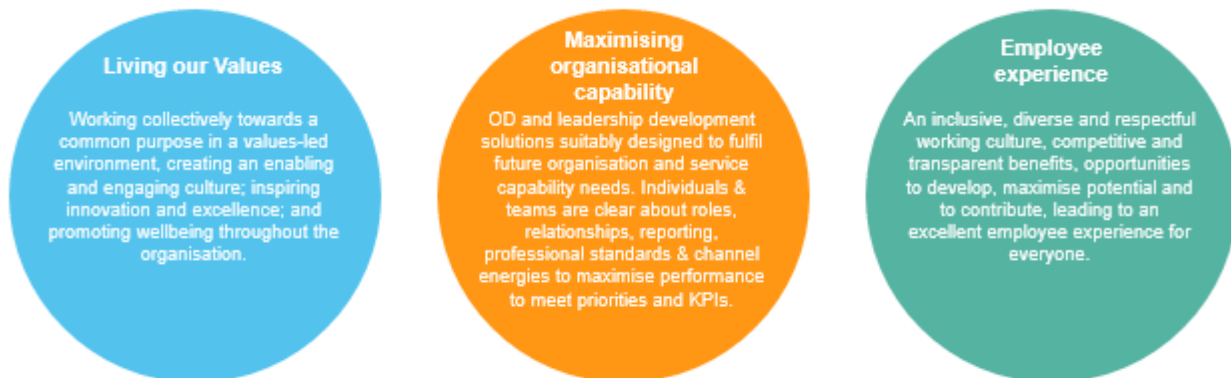 Living our Values
Working collectively towards a
common purpose in a values-led
environment, creating an enabling
and engaging culture; inspiring
innovation and excellence; and
promoting wellbeing throughout the
organisation.
Maximising
organisational
capability
OD and leadership development
solutions suitably designed to fulfil
future organisation and service
capability needs. Individuals &
teams are clear about roles,
relationships, reporting,
professional standards & channel
energies to maximise performance
to meet priorities and KPIs.
Employee
experience
An inclusive, diverse and respectful
working culture, competitive and
transparent benefits, opportunities
to develop, maximise potential and
to contribute, leading to an
excellent employee experience for
everyone.